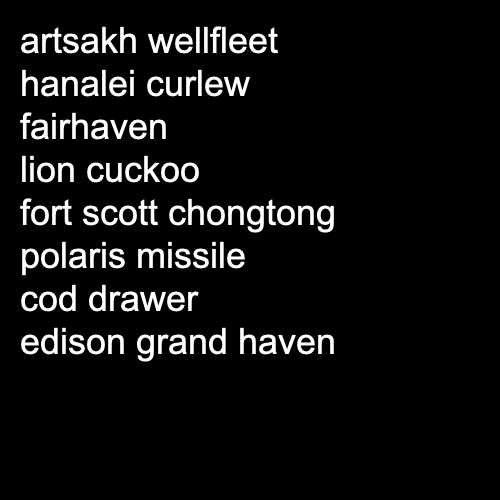 artsakh wellfleet
hanalei curlew
fairhaven
lion cuckoo
fort scott chongtong
polaris missile
cod drawer
edison grand haven